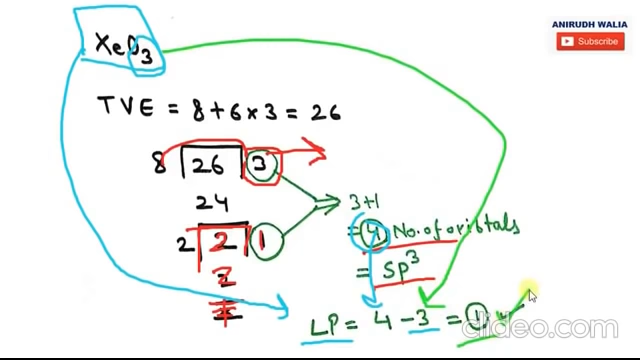 ANIRUDH WALIA
Subscribe
XeO3
TVE = 8+6×3 = 26
8 26 3
24
2 2 1
2
3+1
= 4 No. of orbitals
= SP3
LP = 4 - 3 = 1
clideo.com